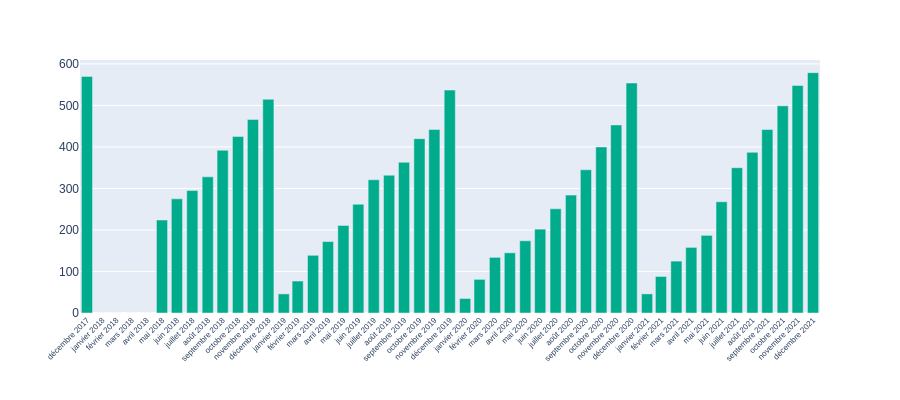 600
500
400
300
200
100
0
décembre 2017
janvier 2018
février 2018
mars 2018
avril 2018
mai 2018
juin 2018
juillet 2018
août 2018
septembre 2018
octobre 2018
novembre 2018
décembre 2018
janvier 2019
février 2019
mars 2019
avril 2019
mai 2019
juin 2019
juillet 2019
août 2019
septembre 2019
octobre 2019
novembre 2019
décembre 2019
janvier 2020
février 2020
mars 2020
avril 2020
mai 2020
juin 2020
juillet 2020
août 2020
septembre 2020
octobre 2020
novembre 2020
décembre 2020
janvier 2021
février 2021
mars 2021
avril 2021
mai 2021
juin 2021
juillet 2021
août 2021
septembre 2021
octobre 2021
novembre 2021
décembre 2021